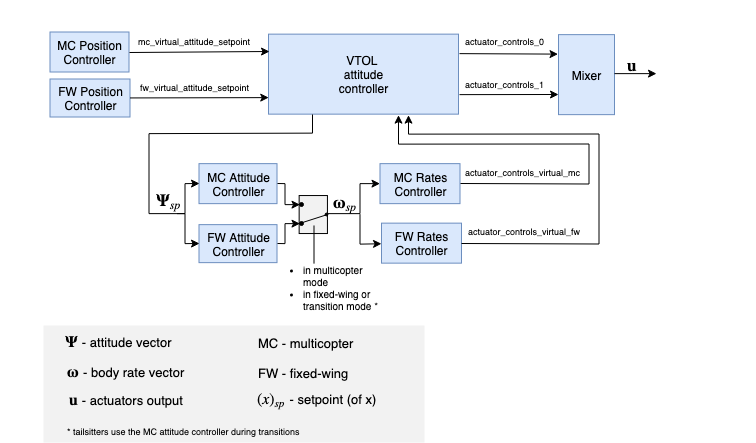 MC Position
Controller
mc_virtual_attitude_setpoint
FW Position
Controller
fw_virtual_attitude_setpoint
VTOL
attitude
controller
actuator_controls_0
actuator_controls_1
Mixer
u
Ψsp
MC Attitude
Controller
FW Attitude
Controller
ωsp
MC Rates
Controller
actuator_controls_virtual_mc
FW Rates
Controller
actuator_controls_virtual_fw
• in multicopter
mode
• in fixed-wing or
transition mode *
Ψ - attitude vector
MC - multicopter
ω - body rate vector
FW - fixed-wing
u - actuators output
(x)sp - setpoint (of x)
* tailsitters use the MC attitude controller during transitions